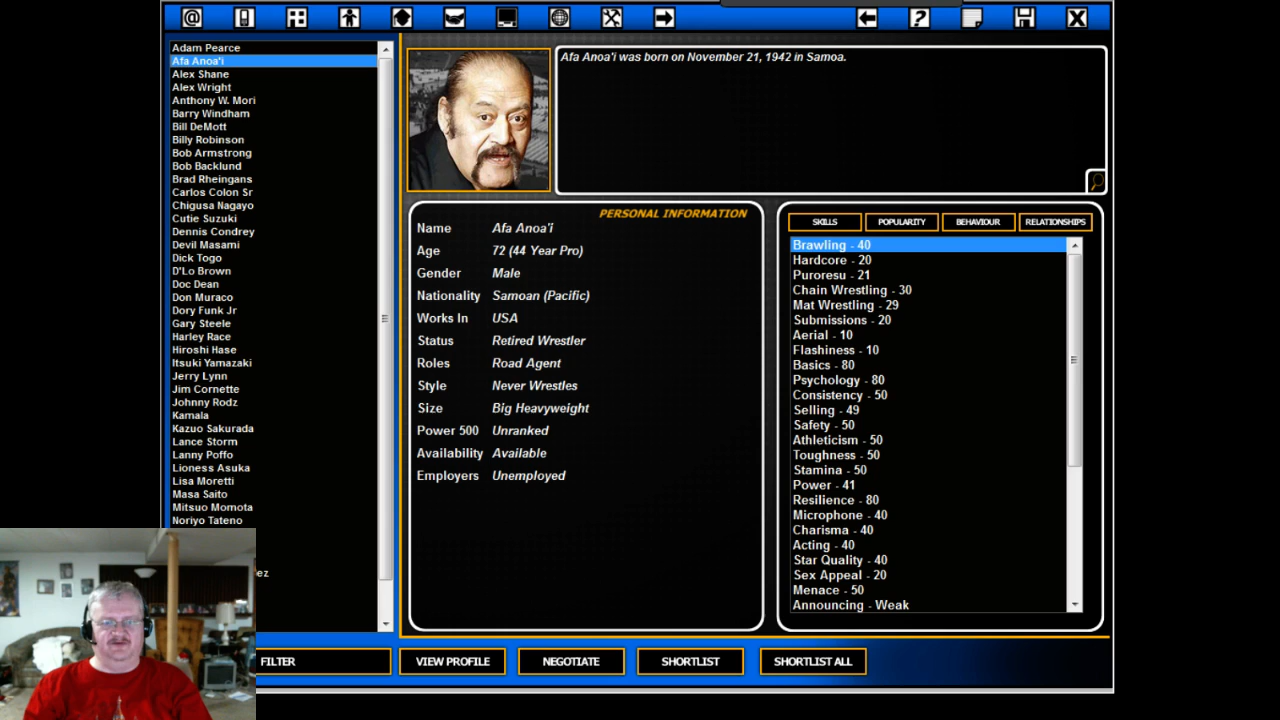 Adam Pearce
Afa Anoa'i
Alex Shane
Alex Wright
Anthony W. Mori
Barry Windham
Bill DeMott
Billy Robinson
Bob Armstrong
Bob Backlund
Brad Rheingans
Carlos Colon Sr
Chigusa Nagayo
Cutie Suzuki
Dennis Condrey
Devil Masami
Dick Togo
D'Lo Brown
Doc Dean
Don Muraco
Dory Funk Jr
Gary Steele
Harley Race
Hiroshi Hase
Itsuki Yamazaki
Jerry Lynn
Jim Cornette
Johnny Rodz
Kamala
Kazuo Sakurada
Lance Storm
Lanny Poffo
Lioness Asuka
Lisa Moretti
Masa Saito
Mitsuo Momota
Noriyo Tateno
ez
Afa Anoa'i was born on November 21, 1942 in Samoa.
PERSONAL INFORMATION
Name Afa Anoa'i
Age 72 (44 Year Pro)
Gender Male
Nationality Samoan (Pacific)
Works In USA
Status Retired Wrestler
Roles Road Agent
Style Never Wrestles
Size Big Heavyweight
Power 500 Unranked
Availability Available
Employers Unemployed
SKILLS POPULARITY BEHAVIOUR RELATIONSHIPS
Brawling - 40
Hardcore - 20
Puroresu - 21
Chain Wrestling - 30
Mat Wrestling - 29
Submissions - 20
Aerial - 10
Flashiness - 10
Basics - 80
Psychology - 80
Consistency - 50
Selling - 49
Safety - 50
Athleticism - 50
Toughness - 50
Stamina - 50
Power - 41
Resilience - 80
Microphone - 40
Charisma - 40
Acting - 40
Star Quality - 40
Sex Appeal - 20
Menace - 50
Announcing - Weak
FILTER VIEW PROFILE NEGOTIATE SHORTLIST SHORTLIST ALL